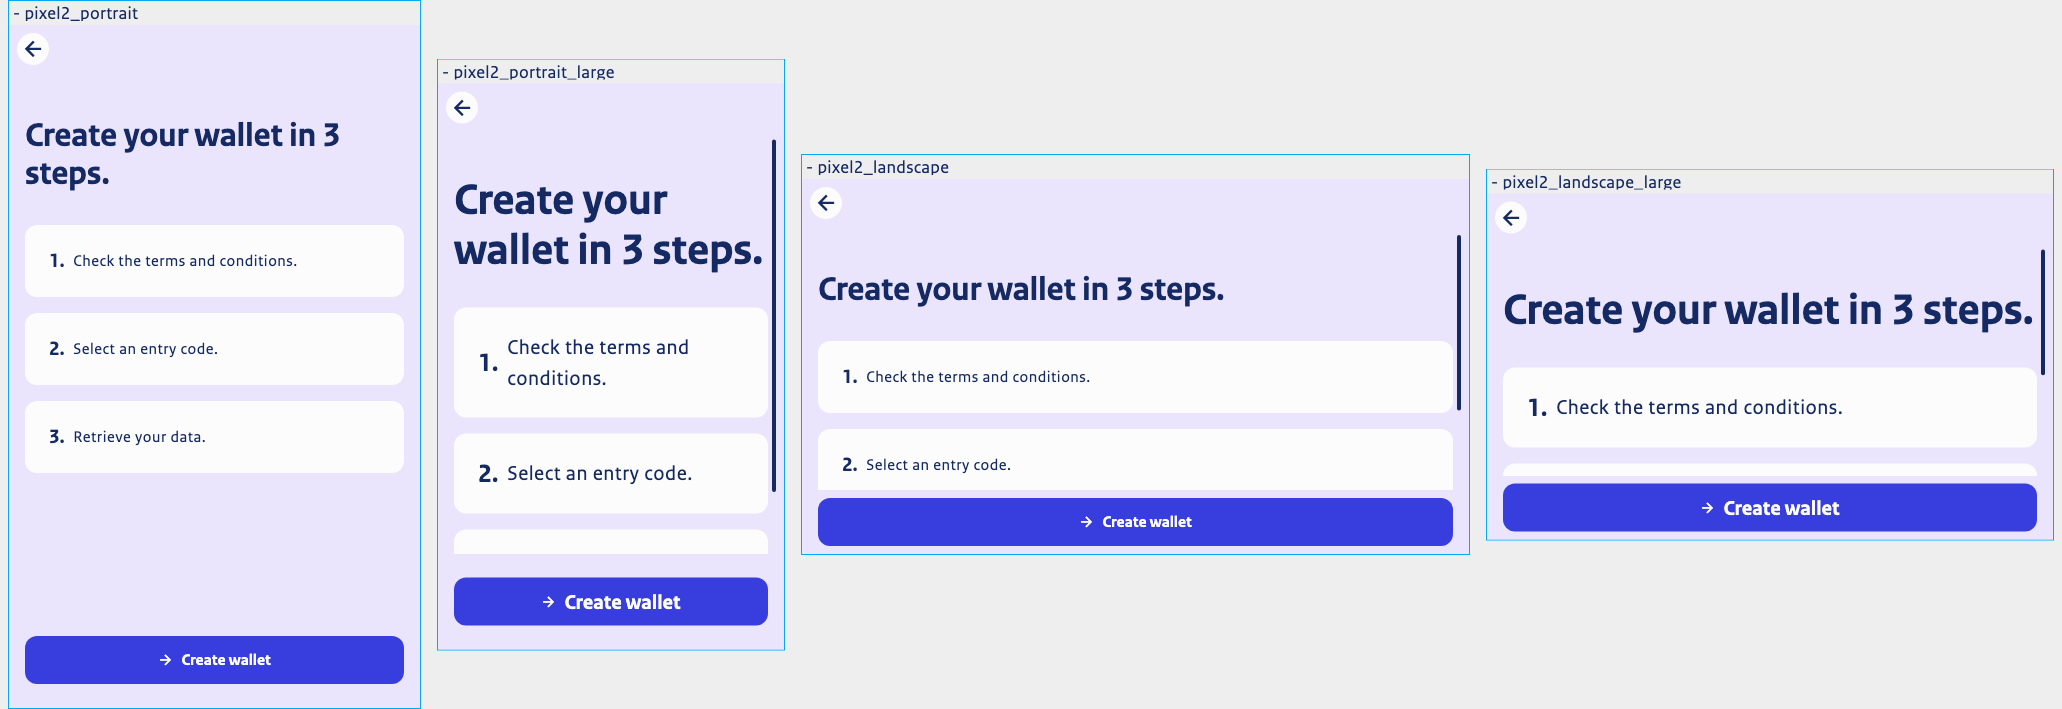 - pixel2_portrait
Create your wallet in 3
steps.
1. Check the terms and conditions.
2. Select an entry code.
3. Retrieve your data.
→ Create wallet
- pixel2_portrait_large
Create your
wallet in 3 steps.
1. Check the terms and
conditions.
2. Select an entry code.
→ Create wallet
- pixel2_landscape
Create your wallet in 3 steps.
1. Check the terms and conditions.
2. Select an entry code.
→ Create wallet
- pixel2_landscape_large
Create your wallet in 3 steps.
1. Check the terms and conditions.
→ Create wallet